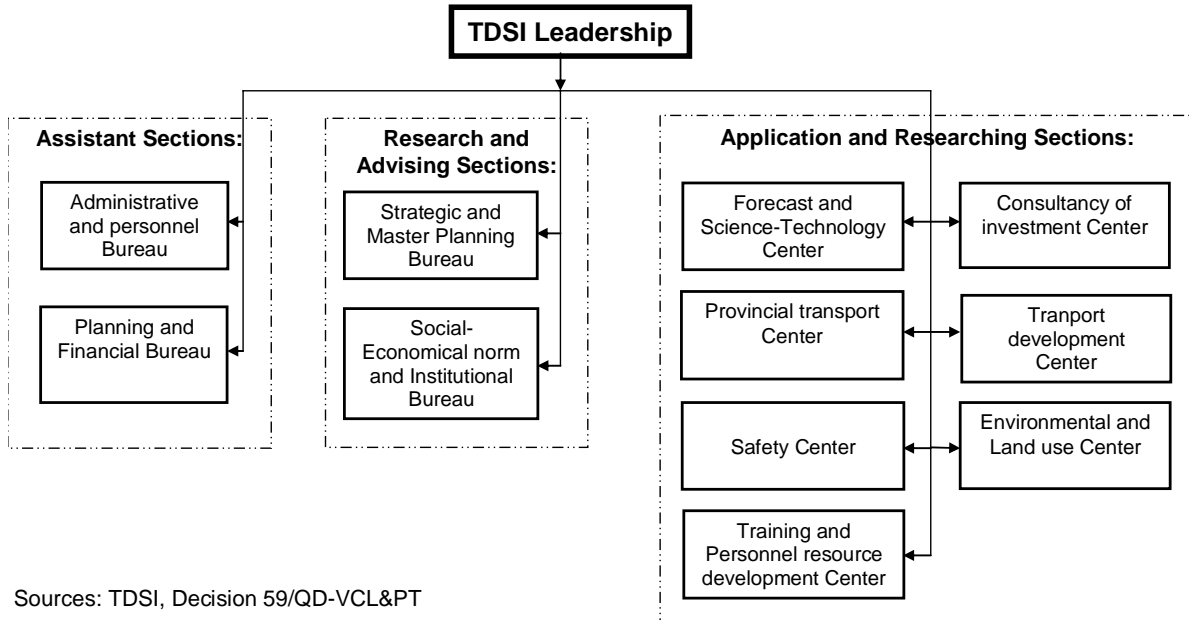 TDSI Leadership
Assistant Sections:
Administrative
and personnel
Bureau
Planning and
Financial Bureau
Research and
Advising Sections:
Strategic and
Master Planning
Bureau
Social-
Economical norm
and Institutional
Bureau
Application and Researching Sections:
Forecast and
Science-Technology
Center
Consultancy of
investment Center
Provincial transport
Center
Tranport
development
Center
Safety Center
Environmental and
Land use Center
Training and
Personnel resource
development Center
Sources: TDSI, Decision 59/QD-VCL&PT